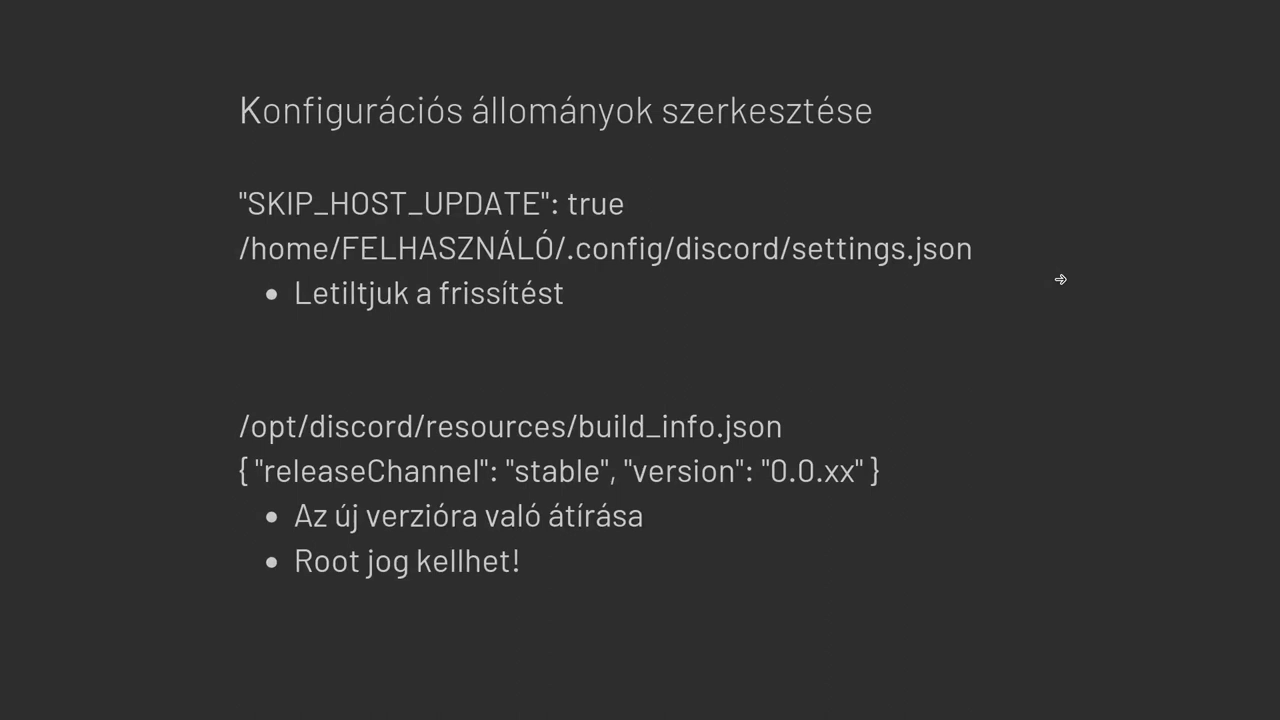 Konfigurációs állományok szerkesztése
"SKIP_HOST_UPDATE": true
/home/FELHASZNÁLÓ/.config/discord/settings.json
• Letiltjuk a frissítést
/opt/discord/resources/build_info.json
{ "releaseChannel": "stable", "version": "0.0.xx" }
• Az új verzióra való átírása
• Root jog kellhet!